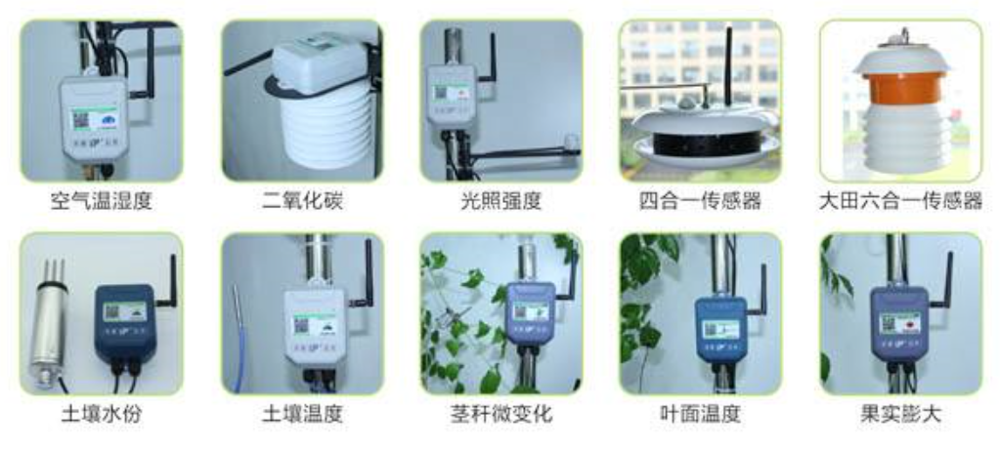 空气温湿度
二氧化碳
光照强度
四合一传感器
大田六合一传感器
土壤水份
土壤温度
茎秆微变化
叶面温度
果实膨大